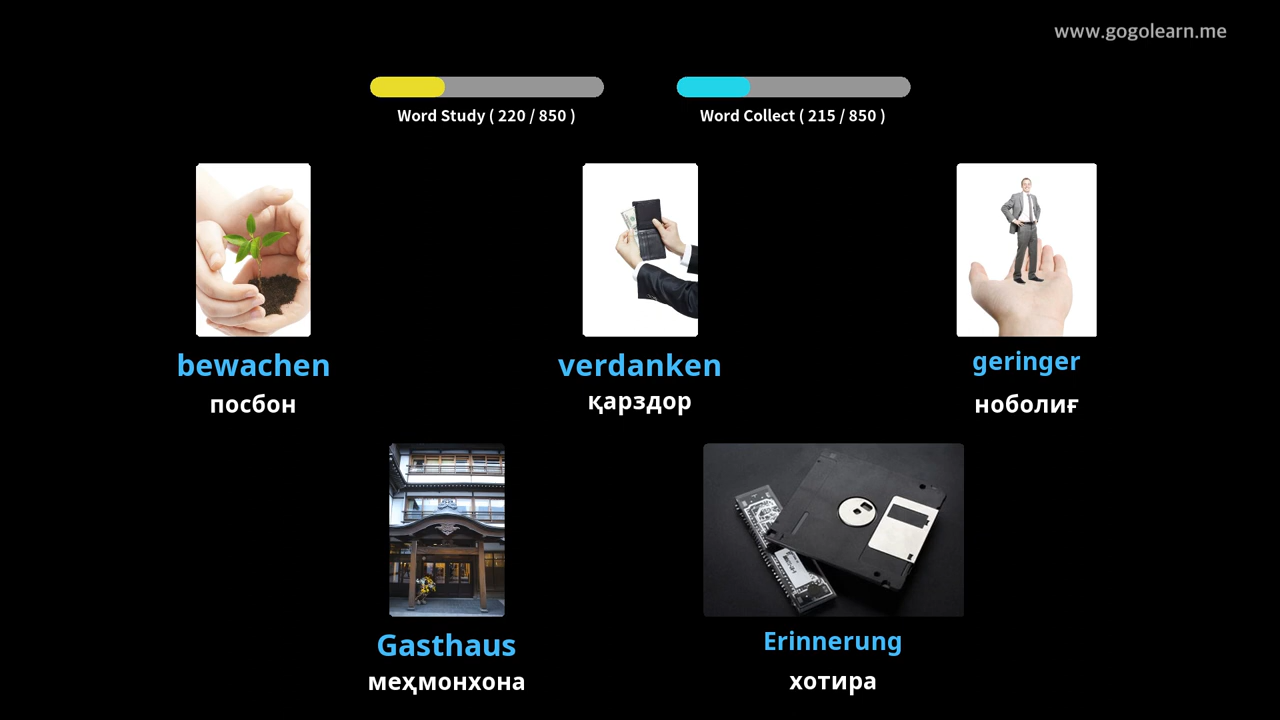 www.gogolearn.me
Word Study ( 220 / 850 )
Word Collect ( 215 / 850 )
bewachen
посбон
verdanken
қарздор
geringer
ноболиғ
Gasthaus
меҳмонхона
Erinnerung
хотира